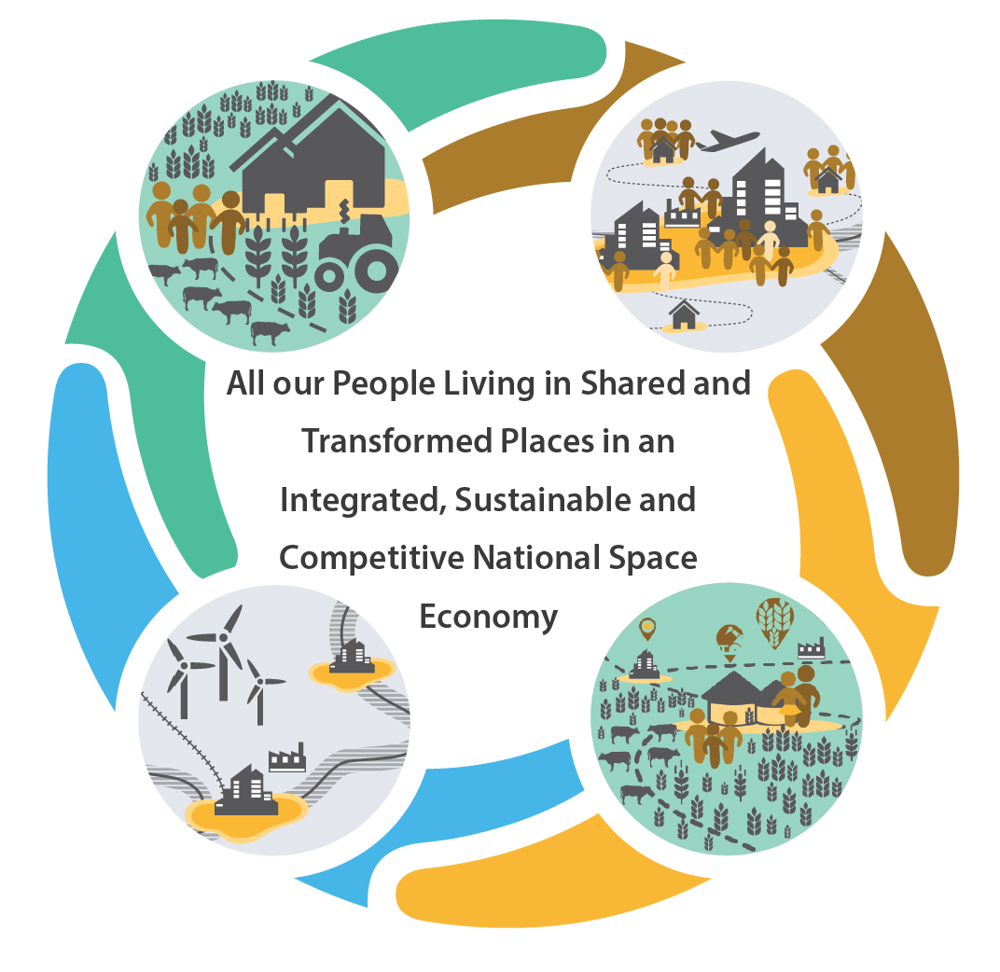 All our People Living in Shared and
Transformed Places in an
Integrated, Sustainable and
Competitive National Space
Economy